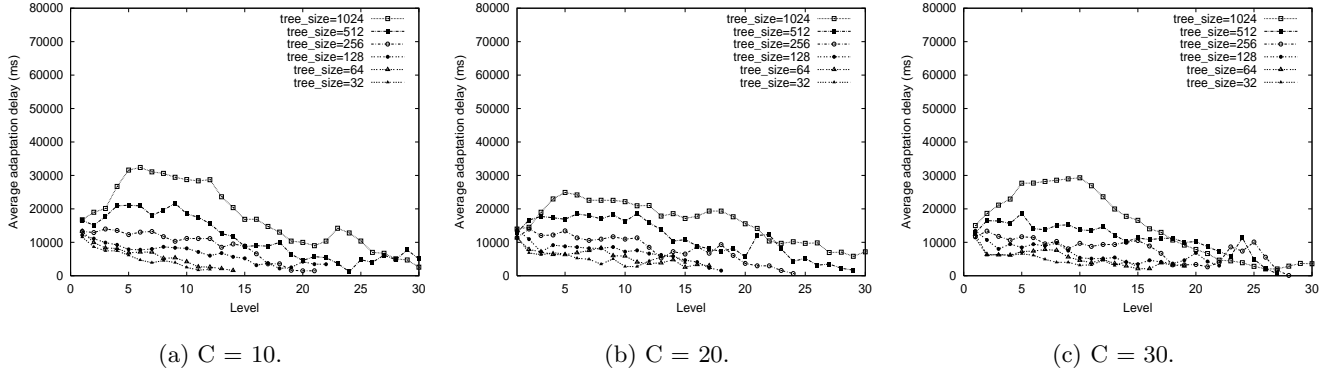 80000
70000
60000
50000
40000
30000
20000
10000
0
Average adaptation delay (ms)
tree_size=1024
tree_size=512
tree_size=256
tree_size=128
tree_size=64
tree_size=32
0 5 10 15 20 25 30
Level
(a) C = 10.
80000
70000
60000
50000
40000
30000
20000
10000
0
Average adaptation delay (ms)
tree_size=1024
tree_size=512
tree_size=256
tree_size=128
tree_size=64
tree_size=32
5 10 15 20 25 30
Level
(b) C = 20.
80000
70000
60000
50000
40000
30000
20000
10000
0
Average adaptation delay (ms)
tree_size=1024
tree_size=512
tree_size=256
tree_size=128
tree_size=64
tree_size=32
0 5 10 15 20 25 30
Level
(c) C = 30.